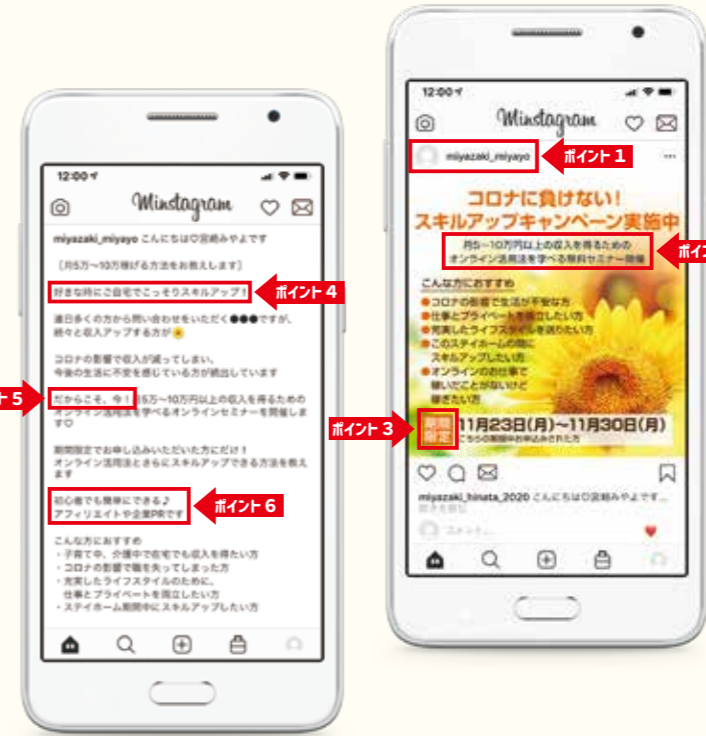 12:00
Minstagram
miyazaki_miyayo こんにちは♡宮崎みやよです
[月5万～10万稼げる方法をお教えします]
好きな時にご自宅でこっそりスキルアップ!
ポイント 4
連日多くの方から問い合わせをいただく●●●ですが、
続々と収入アップする方が
コロナの影響で収入が減ってしまい、
今後の生活に不安を感じている方が続出しています
ト 5
だからこそ、今! 月5万～10万円以上の収入を得るための
オンライン活用法を学べるオンラインセミナーを開催しま
す♡
期間限定でお申し込みいただいた方にだけ!
オンライン活用法とさらにスキルアップできる方法を教え
ます
初心者でも簡単にできる♪
アフィリエイトや企業PRです
ポイント 6
こんな方におすすめ
・子育て中、介護中で在宅でも収入を得たい方
・コロナの影響で職を失ってしまった方
・充実したライフスタイルのために、
仕事とプライベートを両立したい方
・ステイホーム期間中にスキルアップしたい方
12:00
Minstagram
miyazaki_miyayo
ポイント 1
コロナに負けない!
スキルアップキャンペーン実施中
月5～10万円以上の収入を得るための
オンライン活用法を学べる無料セミナー開催
ポイン
こんな方におすすめ
●コロナの影響で生活が不安な方
●仕事とプライベートを両立したい方
●充実したライフスタイルを送りたい方
●このステイホームの間に
スキルアップしたい方
●オンラインのお仕事で
稼いだことがないけど
稼ぎたい方
ポイント 3
期間
限定
11月23日(月)～11月30日(月)
こちらの期間中お申込みされた方
miyazaki_hinata_2020 こんにちは♡宮崎みやよです...
続きを読む
コメント...